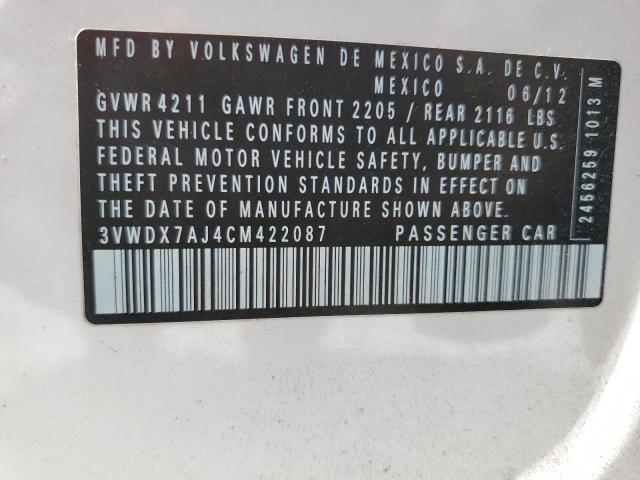 MFD BY VOLKSWAGEN DE MEXICO S.A. DE C.V.
MEXICO 06/12
GVWR 4211 GAWR FRONT 2205 / REAR 2116 LBS
THIS VEHICLE CONFORMS TO ALL APPLICABLE U.S.
FEDERAL MOTOR VEHICLE SAFETY, BUMPER AND
THEFT PREVENTION STANDARDS IN EFFECT ON
THE DATE OF MANUFACTURE SHOWN ABOVE.
3VWDX7AJ4CM422087 PASSENGER CAR
2456259 1013 M